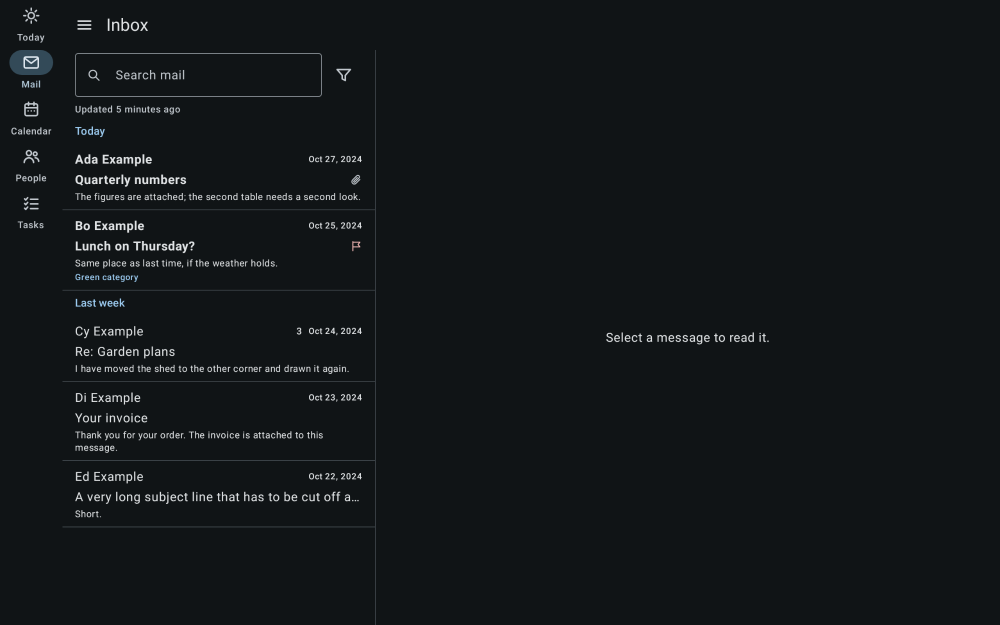 Today
Mail
Calendar
People
Tasks
Inbox
Search mail
Updated 5 minutes ago
Today
Ada Example Oct 27, 2024
Quarterly numbers
The figures are attached; the second table needs a second look.
Bo Example Oct 25, 2024
Lunch on Thursday?
Same place as last time, if the weather holds.
Green category
Last week
Cy Example 3 Oct 24, 2024
Re: Garden plans
I have moved the shed to the other corner and drawn it again.
Di Example Oct 23, 2024
Your invoice
Thank you for your order. The invoice is attached to this
message.
Ed Example Oct 22, 2024
A very long subject line that has to be cut off a...
Short.
Select a message to read it.